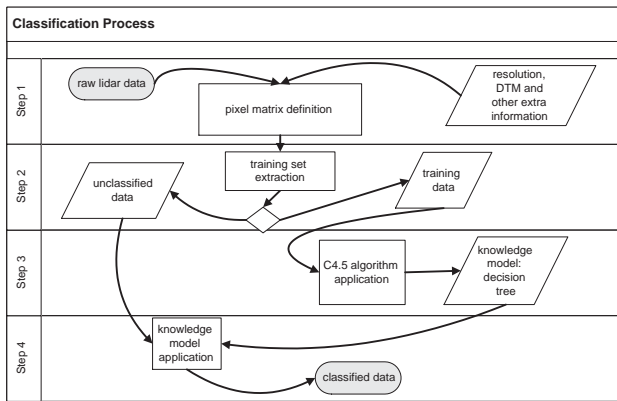 Classification Process
Step 1
raw lidar data
pixel matrix definition
resolution,
DTM and
other extra
information
Step 2
unclassified
data
training set
extraction
training
data
Step 3
C4.5 algorithm
application
knowledge
model:
decision
tree
Step 4
knowledge
model
application
classified data